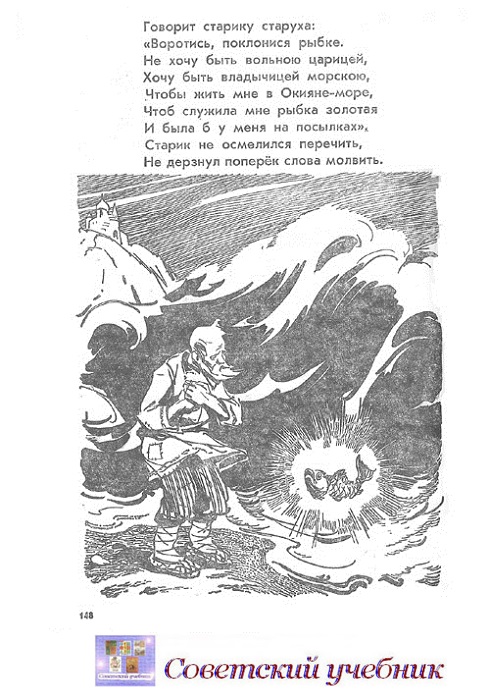 Говорит старику старуха:
«Воротись, поклонися рыбке.
Не хочу быть вольною царицей,
Хочу быть владычицей морскою,
Чтобы жить мне в Окияне-море,
Чтоб служила мне рыбка золотая
И была б у меня на посылках».
Старик не осмелился перечить,
Не дерзнул поперёк слова молвить.
148
Советский учебник
Советский учебник